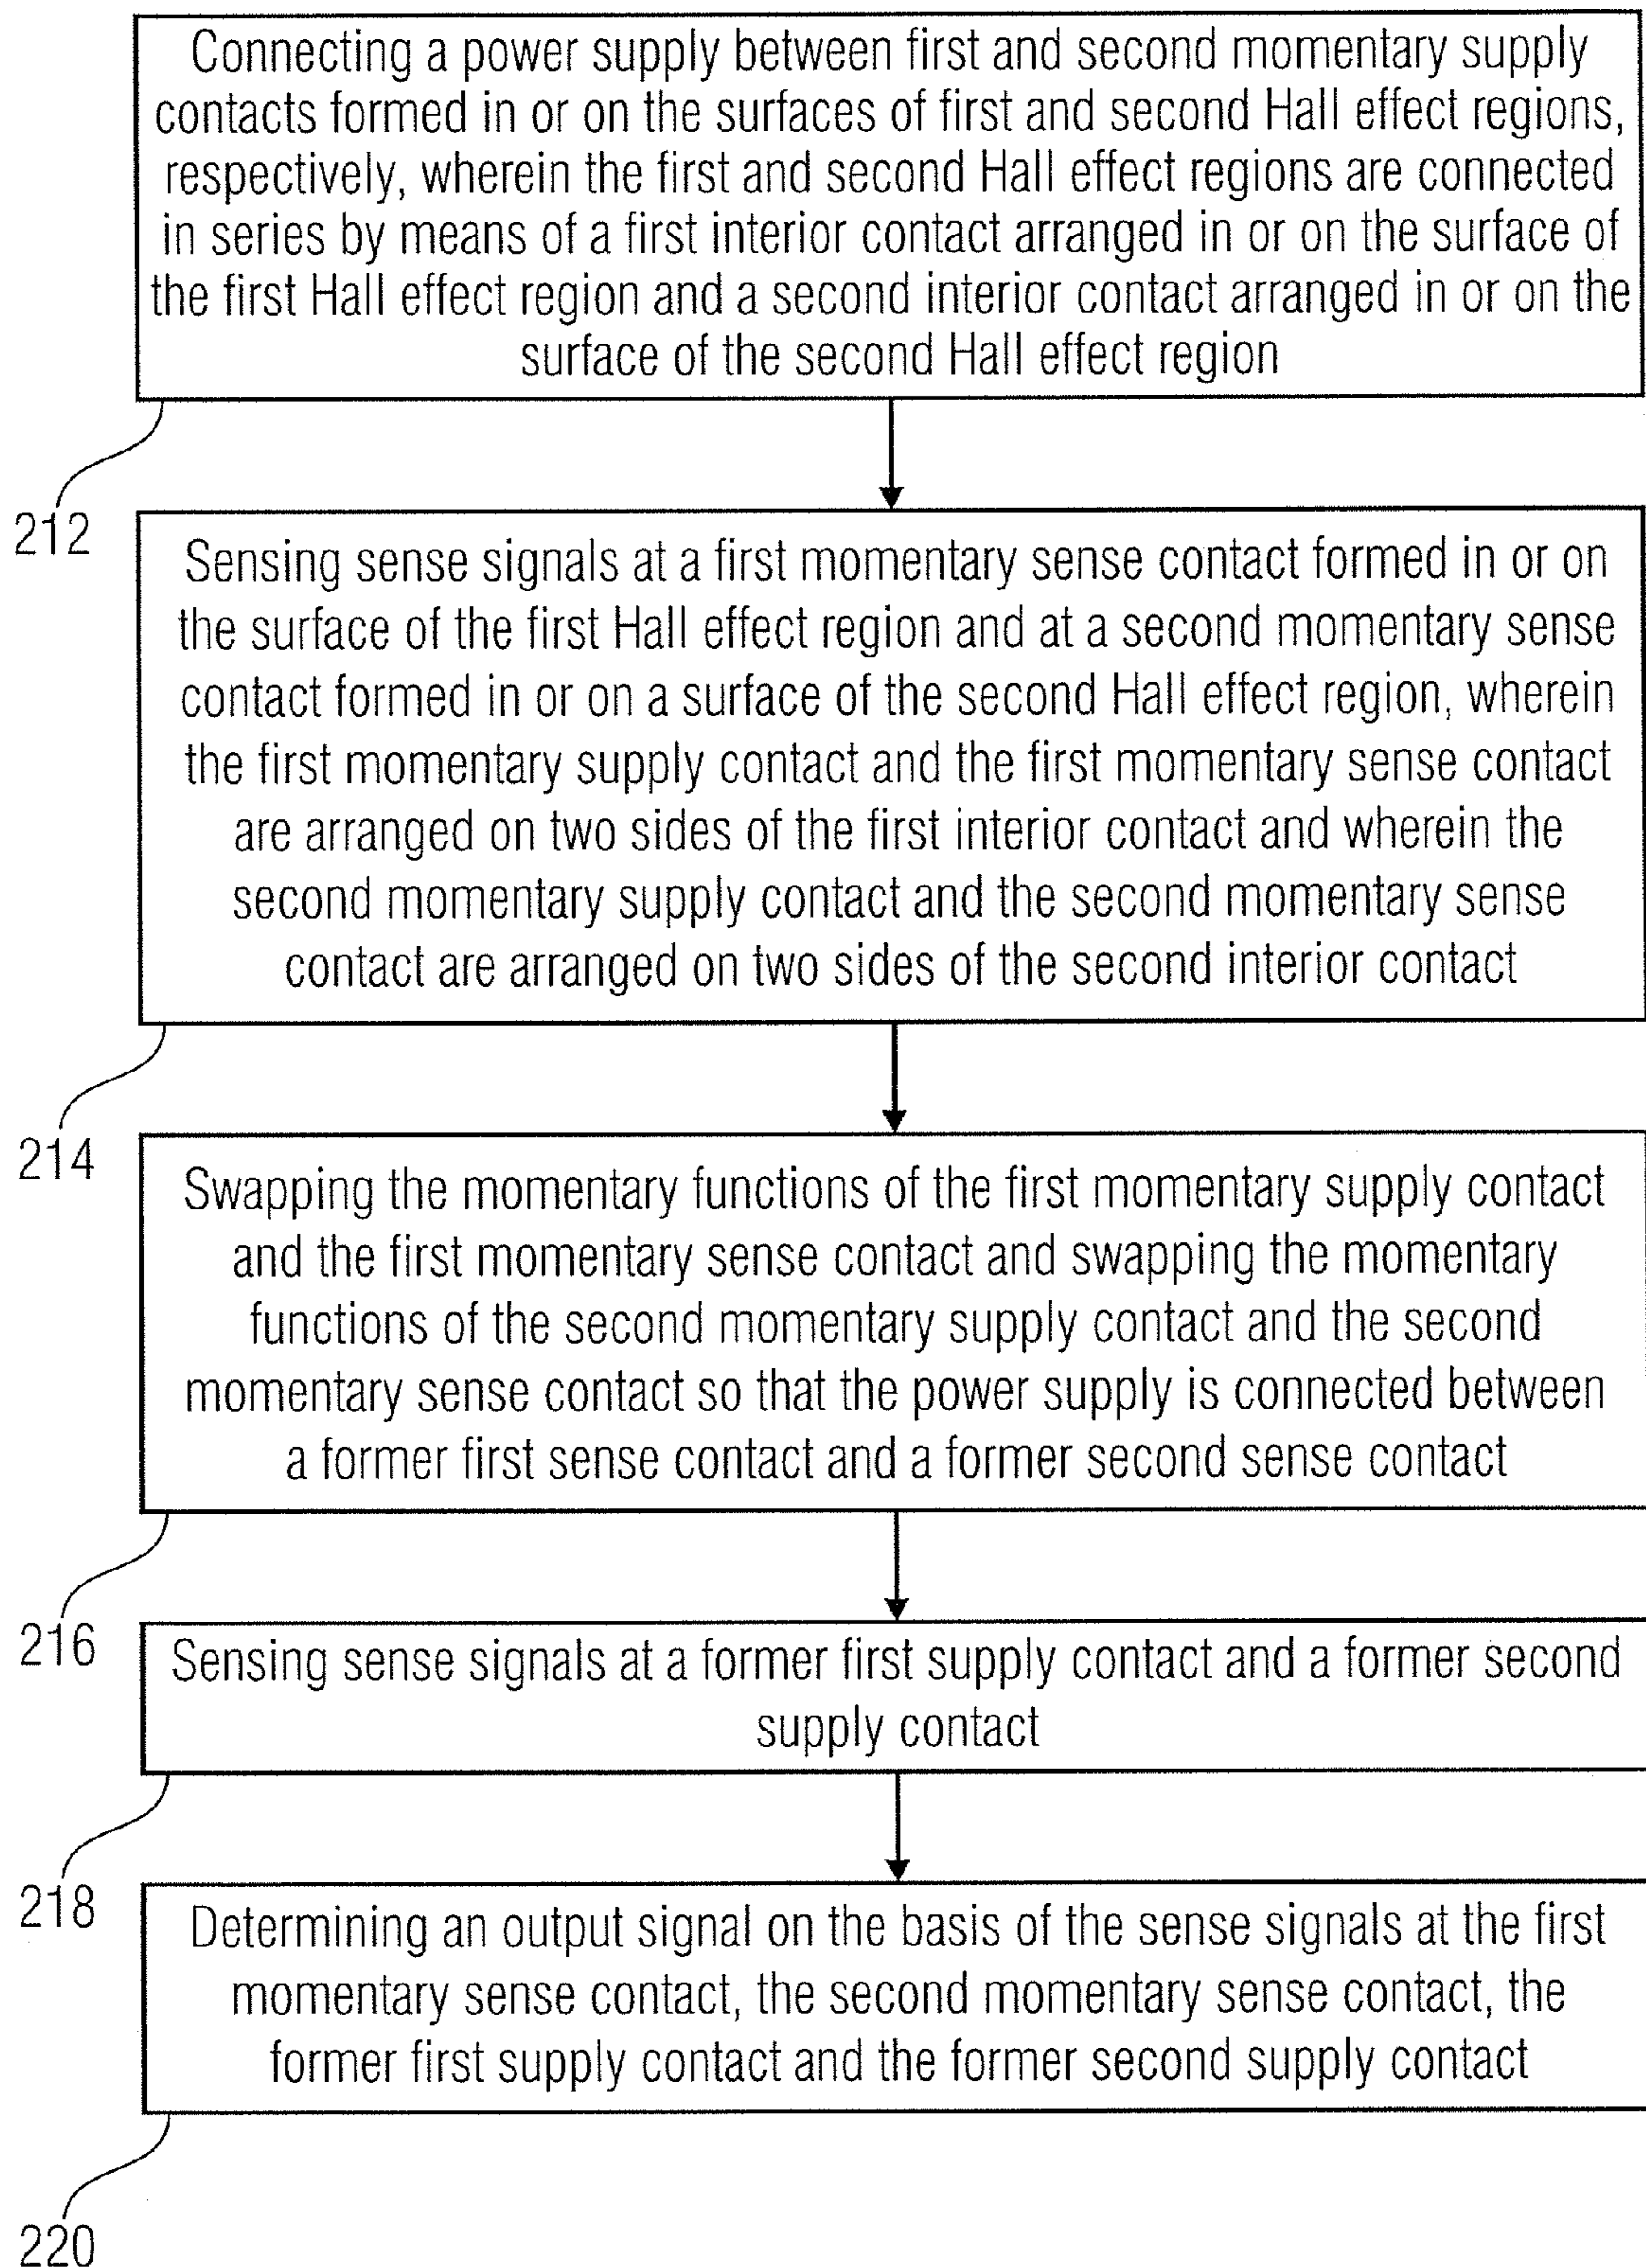 Connecting a power supply between first and second momentary supply
contacts formed in or on the surfaces of first and second Hall effect regions,
respectively, wherein the first and second Hall effect regions are connected
in series by means of a first interior contact arranged in or on the surface of
the first Hall effect region and a second interior contact arranged in or on the
surface of the second Hall effect region
212
Sensing sense signals at a first momentary sense contact formed in or on
the surface of the first Hall effect region and at a second momentary sense
contact formed in or on a surface of the second Hall effect region, wherein
the first momentary supply contact and the first momentary sense contact
are arranged on two sides of the first interior contact and wherein the
second momentary supply contact and the second momentary sense
contact are arranged on two sides of the second interior contact
214
Swapping the momentary functions of the first momentary supply contact
and the first momentary sense contact and swapping the momentary
functions of the second momentary supply contact and the second
momentary sense contact so that the power supply is connected between
a former first sense contact and a former second sense contact
216
Sensing sense signals at a former first supply contact and a former second
supply contact
218
Determining an output signal on the basis of the sense signals at the first
momentary sense contact, the second momentary sense contact, the
former first supply contact and the former second supply contact
220